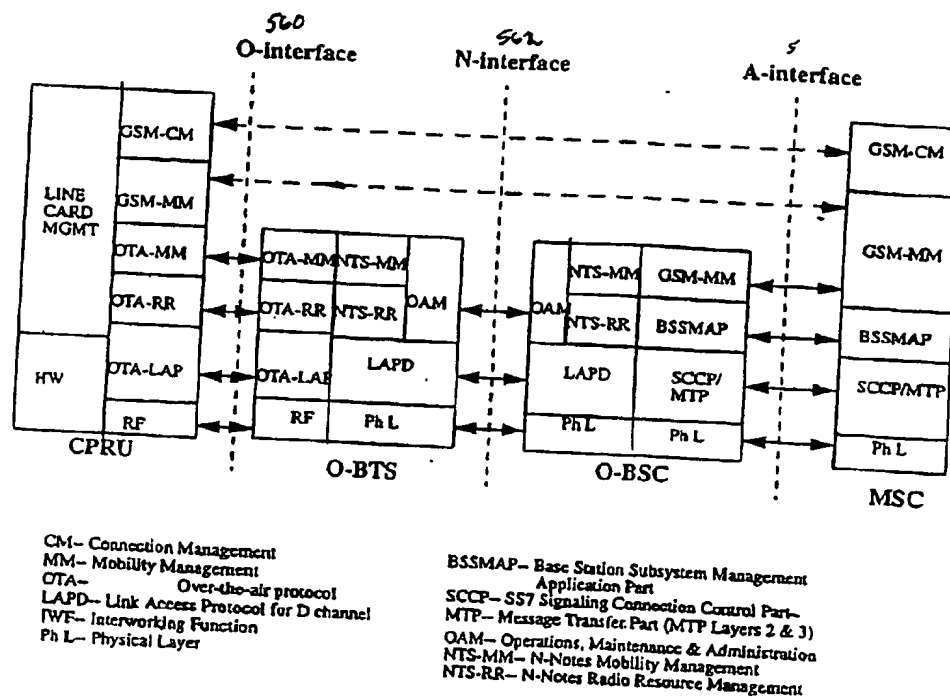 560
O-interface
562
N-interface
5
A-interface
LINE
CARD
MGMT
HW
GSM-CM
GSM-MM
OTA-MM
OTA-RR
OTA-LAP
RF
CPRU
OTA-MM
NTS-MM
OAM
OTA-RR
NTS-RR
OTA-LAP
LAPD
RF
Ph L
O-BTS
OAM
NTS-MM
GSM-MM
NTS-RR
BSSMAP
LAPD
SCCP/
MTP
Ph L
Ph L
O-BSC
GSM-CM
GSM-MM
BSSMAP
SCCP/MTP
Ph L
MSC
CM– Connection Management
MM– Mobility Management
OTA– Over-the-air protocol
LAPD– Link Access Protocol for D channel
IWF– Interworking Function
Ph L– Physical Layer
BSSMAP– Base Station Subsystem Management
Application Part
SCCP– SS7 Signaling Connection Control Part–
MTP– Message Transfer Part (MTP Layers 2 & 3)
OAM– Operations, Maintenance & Administration
NTS-MM– N-Notes Mobility Management
NTS-RR– N-Notes Radio Resource Management